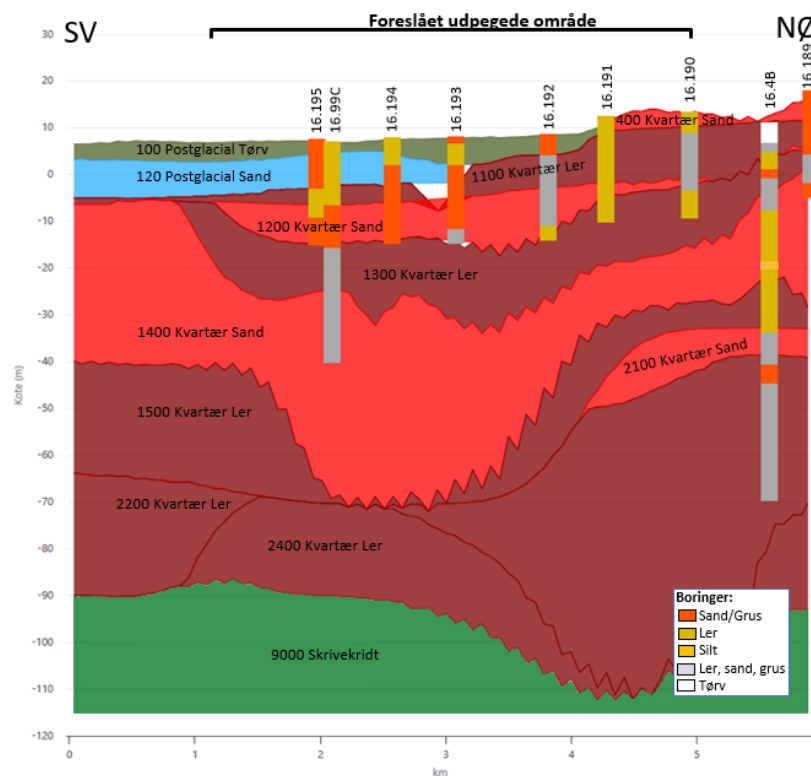 SV
Foreslået udpegede område
NØ
30
20
10
0
-10
-20
-30
-40
-50
-60
-70
-80
-90
-100
-110
-120
Kote (m)
16.195
16.99C
16.194
16.193
16.192
16.191
16.190
16.4B
16.189
400 Kvartær Sand
100 Postglacial Tørv
120 Postglacial Sand
1100 Kvartær Ler
1200 Kvartær Sand
1300 Kvartær Ler
1400 Kvartær Sand
2100 Kvartær Sand
1500 Kvartær Ler
2200 Kvartær Ler
2400 Kvartær Ler
9000 Skrivekridt
Boringer:
Sand/Grus
Ler
Silt
Ler, sand, grus
Tørv
0
1
2
3
4
5
km